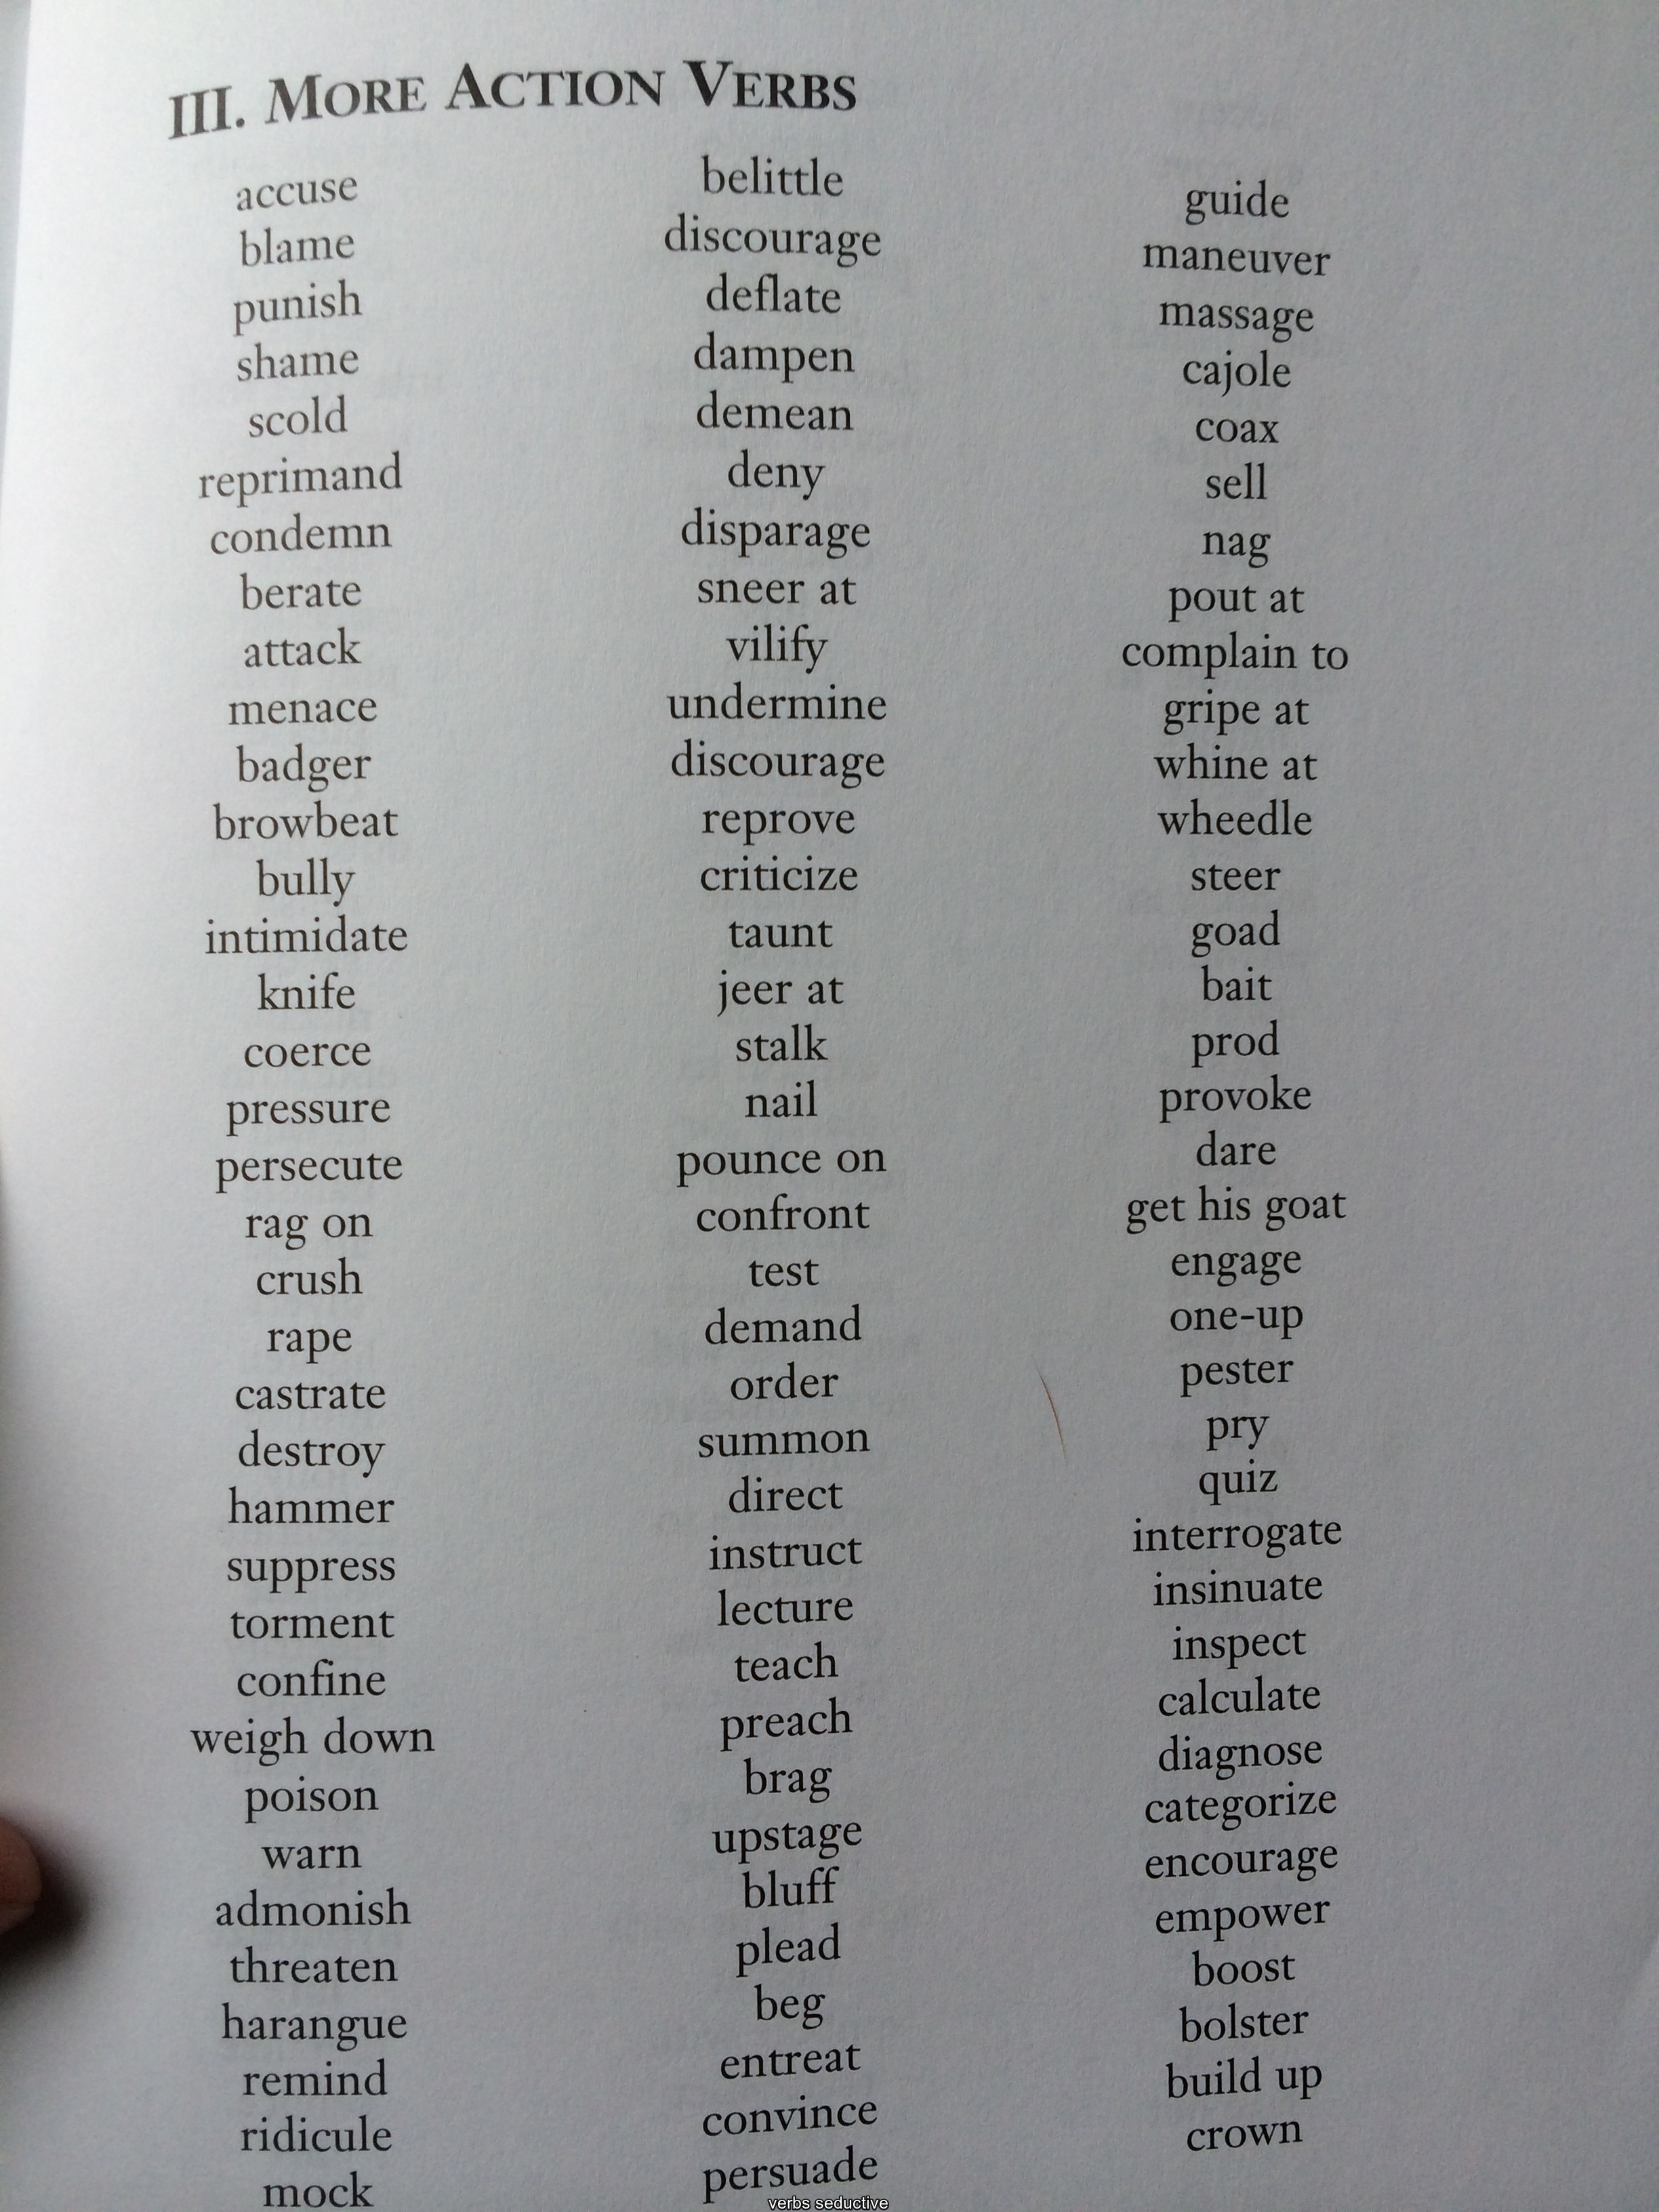 III. MORE ACTION VERBS
accuse
blame
punish
shame
scold
reprimand
condemn
berate
attack
menace
badger
browbeat
bully
intimidate
knife
coerce
pressure
persecute
rag on
crush
rape
castrate
destroy
hammer
suppress
torment
confine
weigh down
poison
warn
admonish
threaten
harangue
remind
ridicule
mock
belittle
discourage
deflate
dampen
demean
deny
disparage
sneer at
vilify
undermine
discourage
reprove
criticize
taunt
jeer at
stalk
nail
pounce on
confront
test
demand
order
summon
direct
instruct
lecture
teach
preach
brag
upstage
bluff
plead
beg
entreat
convince
persuade
guide
maneuver
massage
cajole
coax
sell
nag
pout at
complain to
gripe at
whine at
wheedle
steer
goad
bait
prod
provoke
dare
get his goat
engage
one-up
pester
pry
quiz
interrogate
insinuate
inspect
calculate
diagnose
categorize
encourage
empower
boost
bolster
build up
crown
verbs seductive